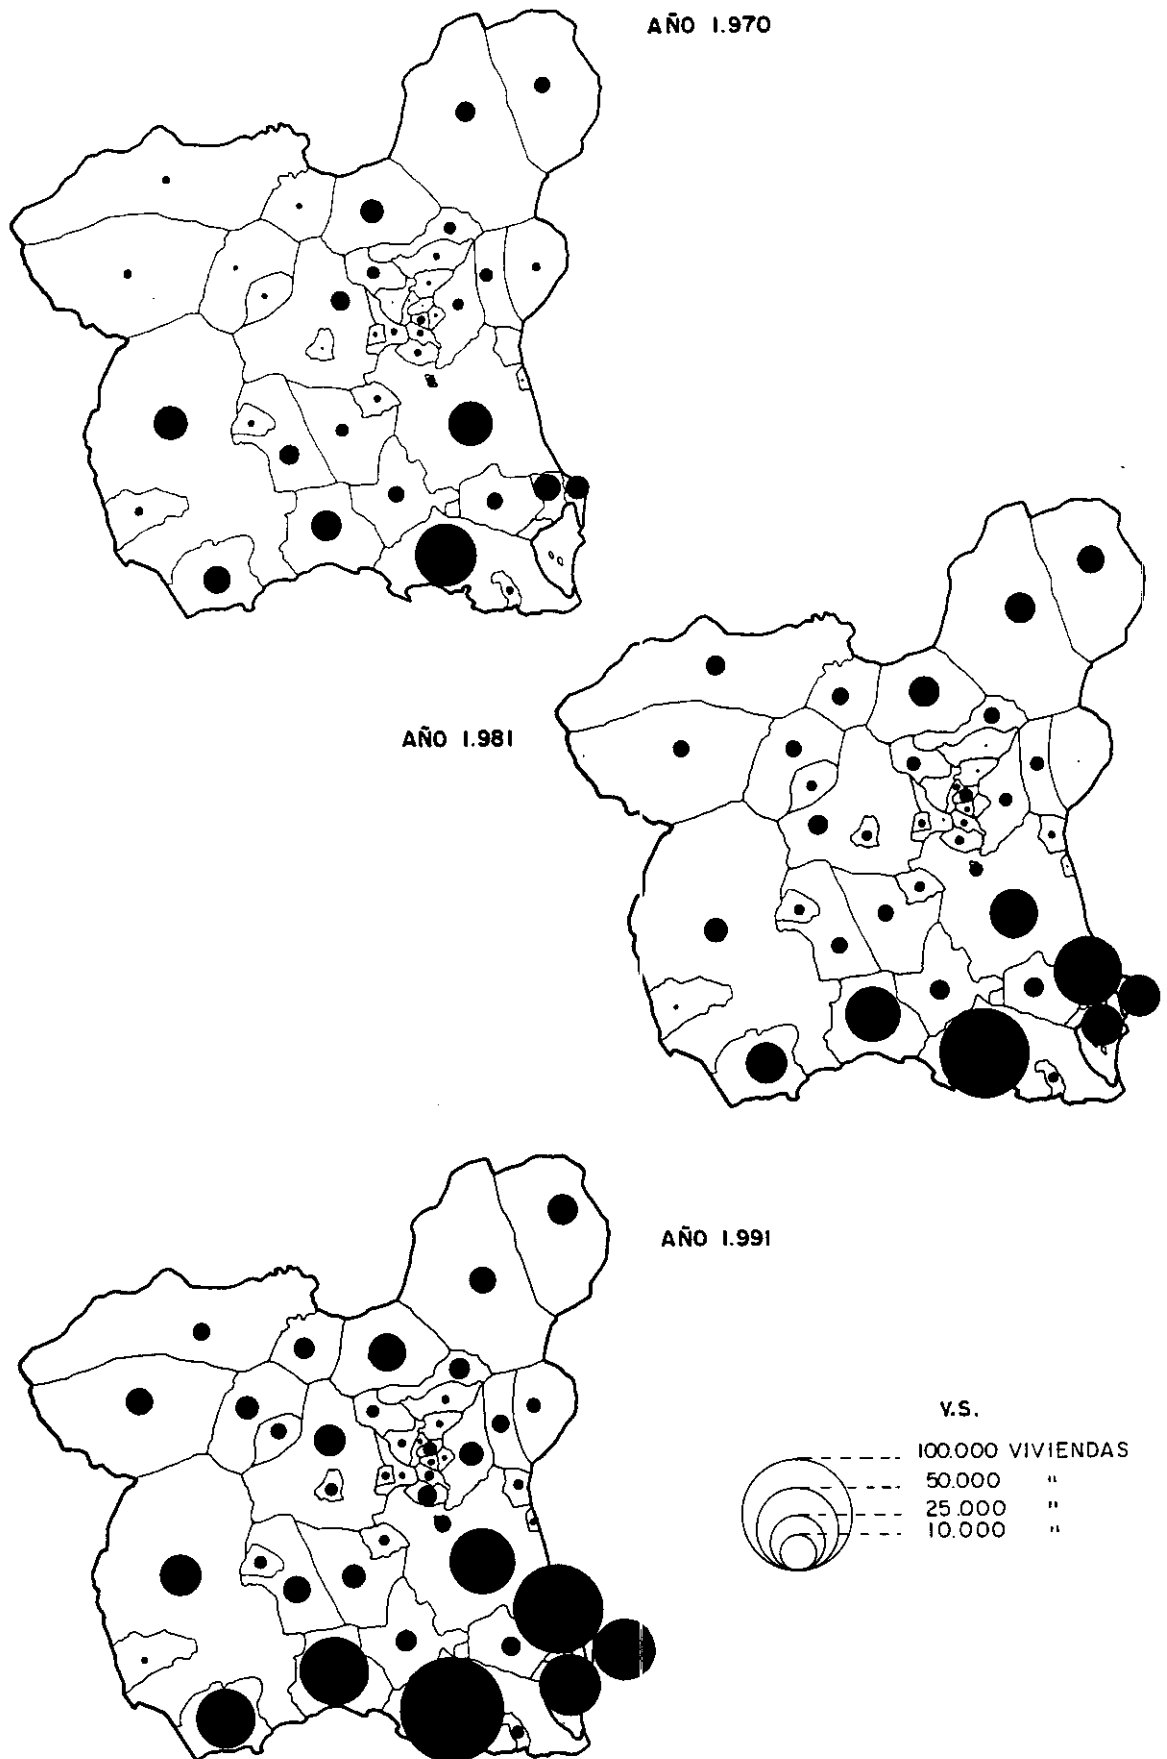 AÑO 1.970
AÑO 1.981
AÑO 1.991
V.S.
100.000 VIVIENDAS
50.000 "
25.000 "
10.000 "